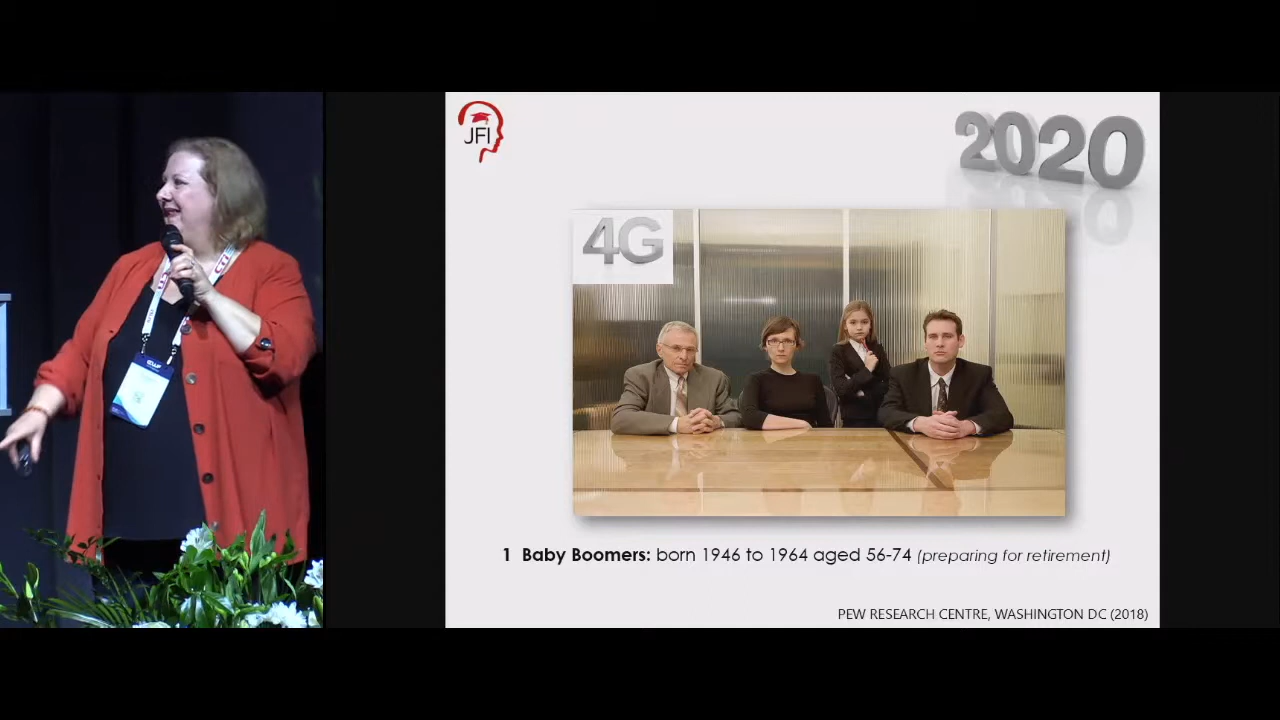 JFI
2020
4G
1 Baby Boomers: born 1946 to 1964 aged 56-74 (preparing for retirement)
PEW RESEARCH CENTRE, WASHINGTON DC (2018)